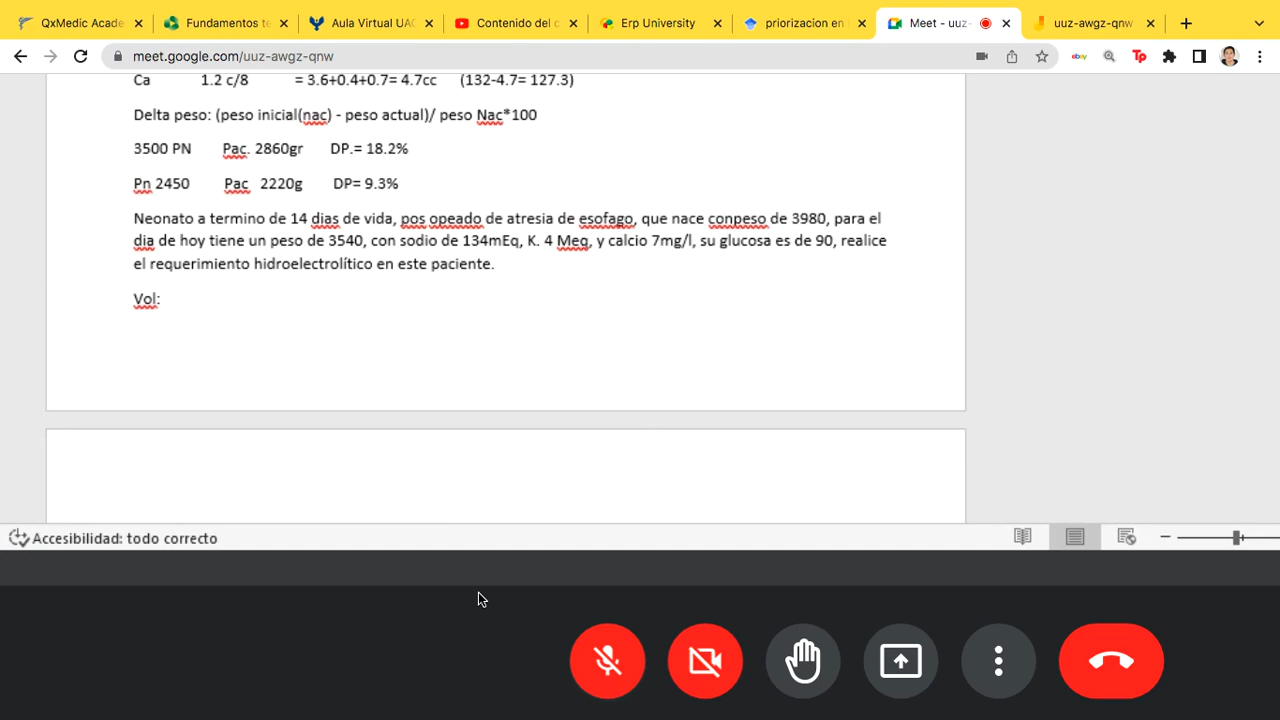 QxMedic Acade
Fundamentos te
Aula Virtual UAG
Contenido del c
Erp University
priorizacion en
Meet - uuz-
uuz-awgz-qnw
meet.google.com/uuz-awgz-qnw
ebay
Tp
Ca 1.2 c/8 = 3.6+0.4+0.7= 4.7cc (132-4.7= 127.3)
Delta peso: (peso inicial(nac) - peso actual)/ peso Nac*100
3500 PN Pac. 2860gr DP.= 18.2%
Pn 2450 Pac 2220g DP= 9.3%
Neonato a termino de 14 dias de vida, pos opeado de atresia de esofago, que nace conpeso de 3980, para el
dia de hoy tiene un peso de 3540, con sodio de 134mEq, K. 4 Meq, y calcio 7mg/l, su glucosa es de 90, realice
el requerimiento hidroelectrolítico en este paciente.
Vol:
Accesibilidad: todo correcto